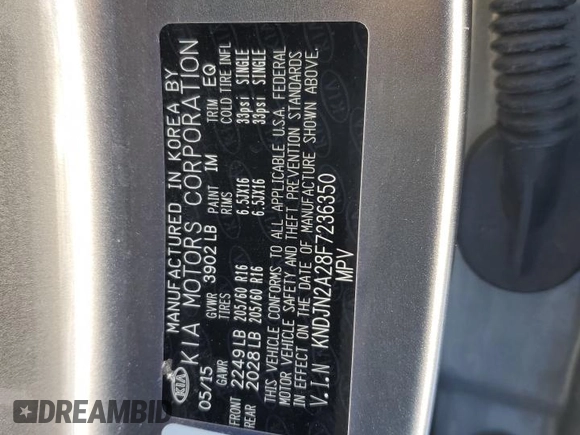 KIA
MANUFACTURED IN KOREA BY
KIA MOTORS CORPORATION
05/15 GVWR 3902LB PAINT IM TRIM EQ
GAWR TIRES RIMS COLD TIRE INFL
FRONT 2249LB 205/60 R16 6.5JX16 33psi SINGLE
REAR 2028LB 205/60 R16 6.5JX16 33psi SINGLE
THIS VEHICLE CONFORMS TO ALL APPLICABLE U.S.A. FEDERAL
MOTOR VEHICLE SAFETY AND THEFT PREVENTION STANDARDS
IN EFFECT ON THE DATE OF MANUFACTURE SHOWN ABOVE.
V.I.N KNDJN2A28F7236350
MPV
DREAMBID